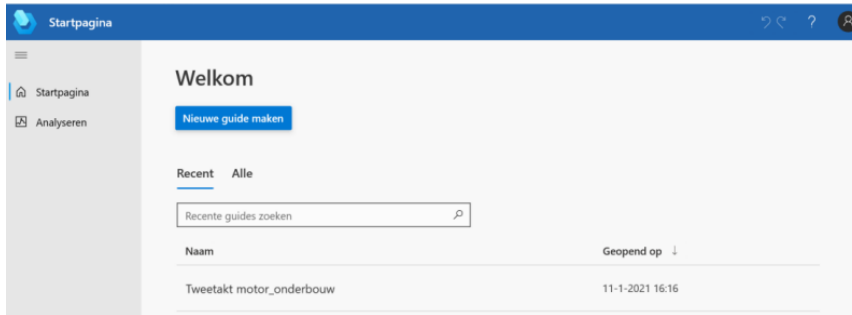 Startpagina
?
Startpagina
Analyseren
Welkom
Nieuwe guide maken
Recent Alle
Recente guides zoeken
Naam Geopend op ↓
Tweetakt motor_onderbouw 11-1-2021 16:16